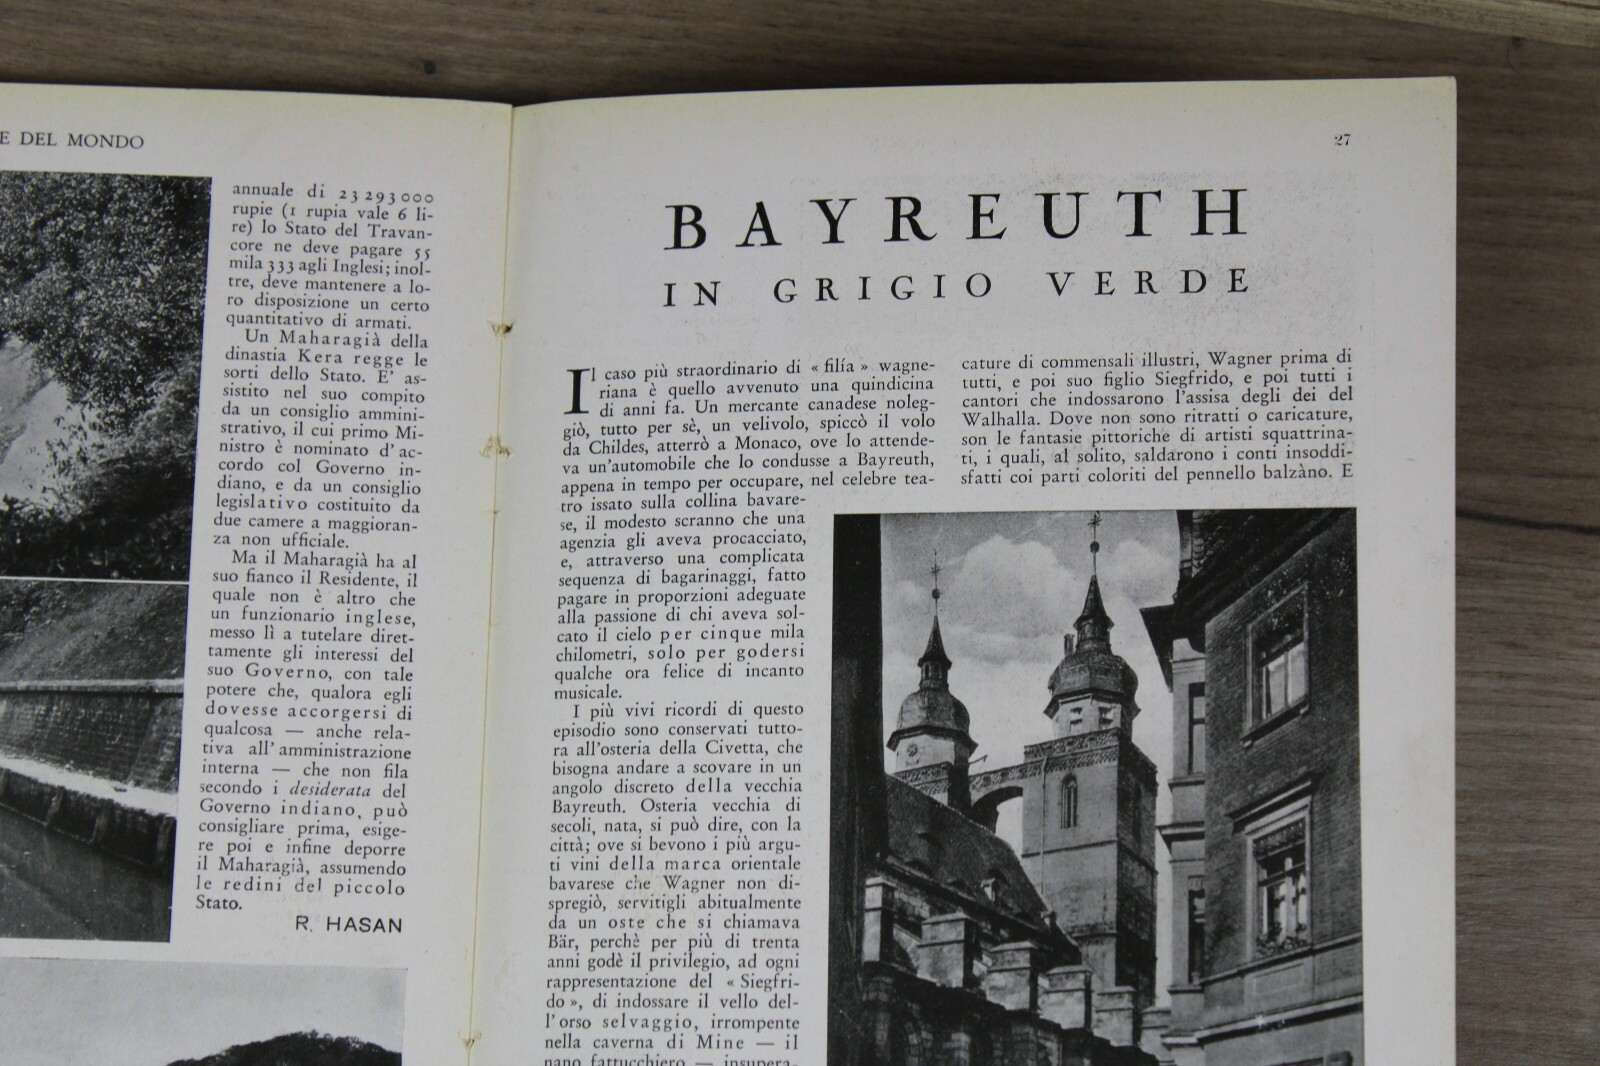 E DEL MONDO
annuale di 23 293 000
rupie (1 rupia vale 6 li-
re) lo Stato del Travan-
core ne deve pagare 55
mila 333 agli Inglesi; inol-
tre, deve mantenere a lo-
ro disposizione un certo
quantitativo di armati.
Un Maharagià della
dinastia Kera regge le
sorti dello Stato. E' as-
sistito nel suo compito
da un consiglio ammini-
strativo, il cui primo Mi-
nistro è nominato d'ac-
cordo col Governo in-
diano, e da un consiglio
legislativo costituito da
due camere a maggioran-
za non ufficiale.
Ma il Maharagià ha al
suo fianco il Residente, il
quale non è altro che
un funzionario inglese,
messo lì a tutelare diret-
tamente gli interessi del
suo Governo, con tale
potere che, qualora egli
dovesse accorgersi di
qualcosa — anche rela-
tiva all'amministrazione
interna — che non fila
secondo i desiderata del
Governo indiano, può
consigliare prima, esige-
re poi e infine deporre
il Maharagià, assumendo
le redini del piccolo
Stato.
R. HASAN
27
BAYREUTH
IN GRIGIO VERDE
Il caso più straordinario di « filía » wagne-
riana è quello avvenuto una quindicina
di anni fa. Un mercante canadese noleg-
giò, tutto per sè, un velivolo, spiccò il volo
da Childes, atterrò a Monaco, ove lo attende-
va un'automobile che lo condusse a Bayreuth,
appena in tempo per occupare, nel celebre tea-
tro issato sulla collina bavare-
se, il modesto scranno che una
agenzia gli aveva procacciato,
e, attraverso una complicata
sequenza di bagarinaggi, fatto
pagare in proporzioni adeguate
alla passione di chi aveva sol-
cato il cielo per cinque mila
chilometri, solo per godersi
qualche ora felice di incanto
musicale.
I più vivi ricordi di questo
episodio sono conservati tutto-
ra all'osteria della Civetta, che
bisogna andare a scovare in un
angolo discreto della vecchia
Bayreuth. Osteria vecchia di
secoli, nata, si può dire, con la
città; ove si bevono i più argu-
ti vini della marca orientale
bavarese che Wagner non di-
spregiò, servitigli abitualmente
da un oste che si chiamava
Bär, perchè per più di trenta
anni godè il privilegio, ad ogni
rappresentazione del « Siegfri-
do », di indossare il vello del-
l'orso selvaggio, irrompente
nella caverna di Mine — il
nano fattucchiero — insupera-
cature di commensali illustri, Wagner prima di
tutti, e poi suo figlio Siegfrido, e poi tutti i
cantori che indossarono l'assisa degli dei del
Walhalla. Dove non sono ritratti o caricature,
son le fantasie pittoriche di artisti squattrina-
ti, i quali, al solito, saldarono i conti insoddi-
sfatti coi parti coloriti del pennello balzàno. E